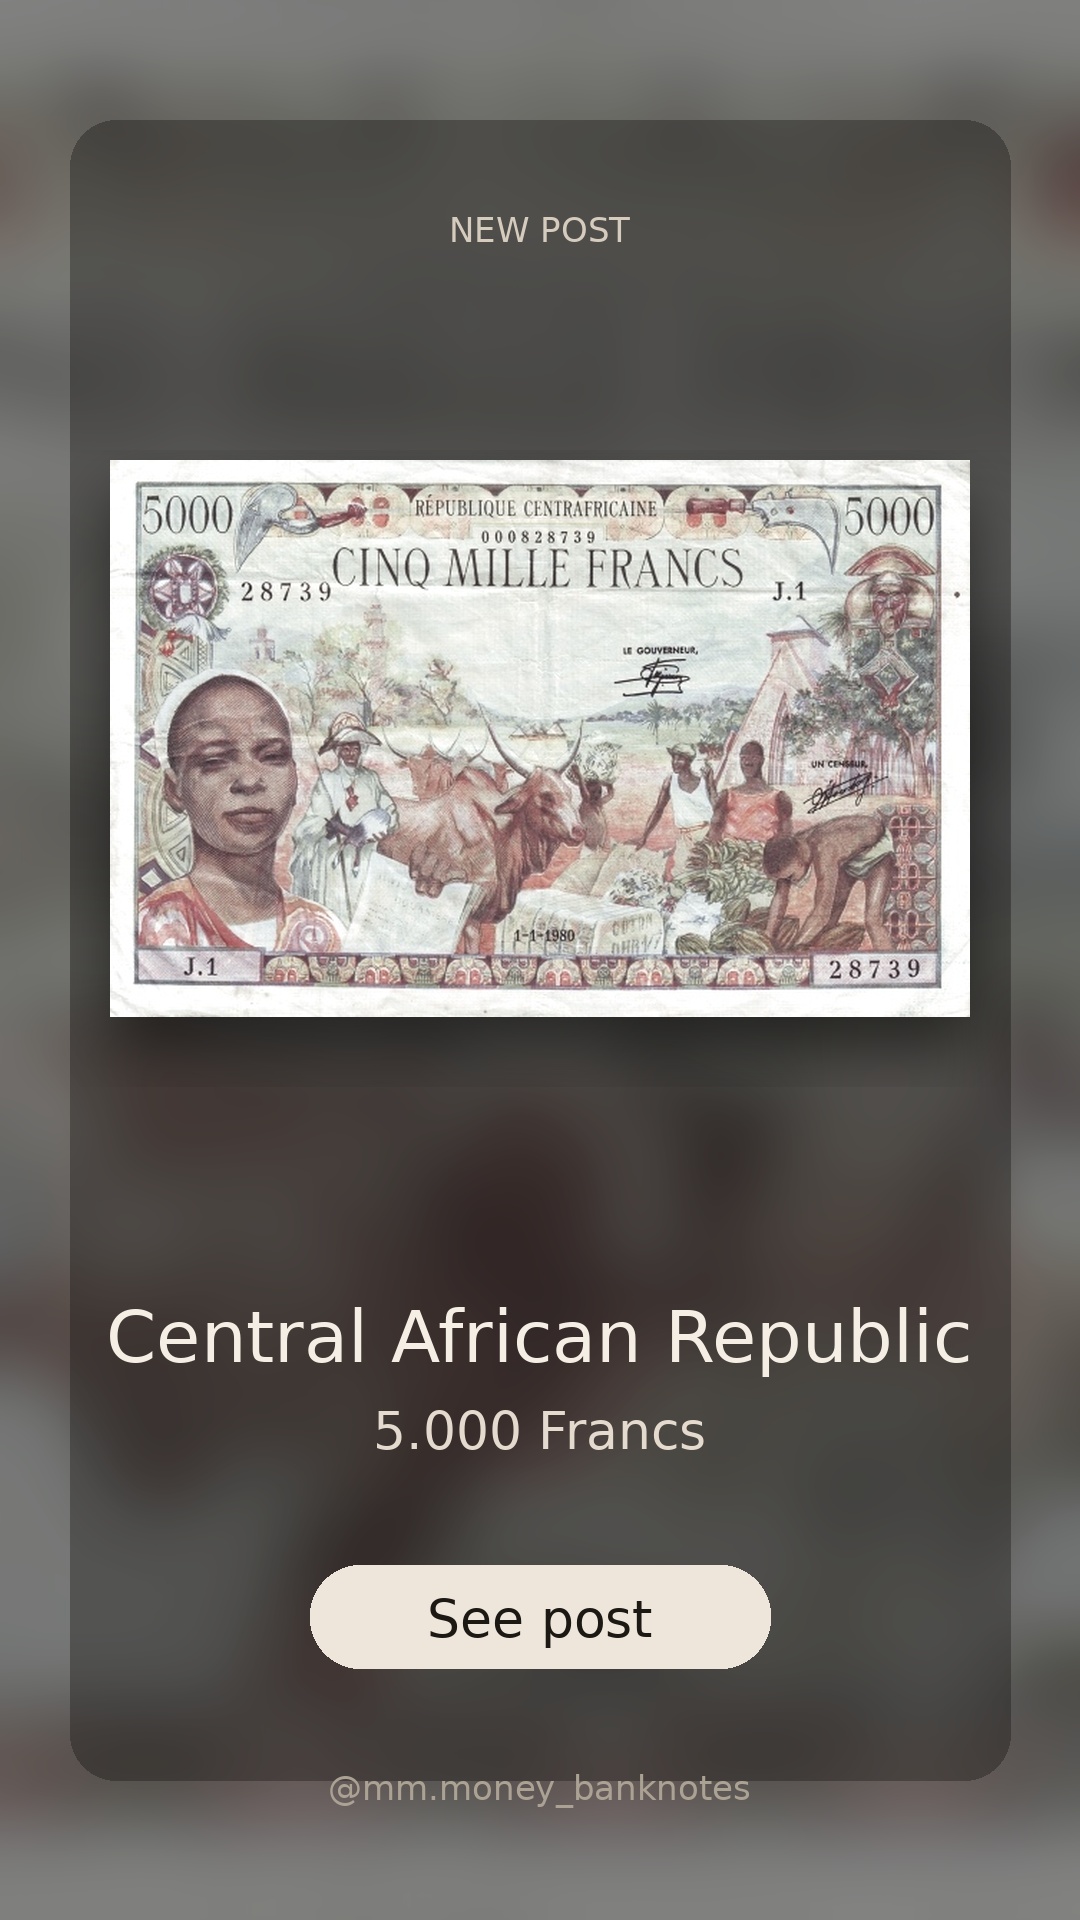 NEW POST
5000
RÉPUBLIQUE CENTRAFRICAINE
5000
000828739
CINQ MILLE FRANCS
28739
J.1
LE GOUVERNEUR,
UN CENSEUR,
COTON
1-1-1980
J.1
28739
Central African Republic
5.000 Francs
See post
@mm.money_banknotes